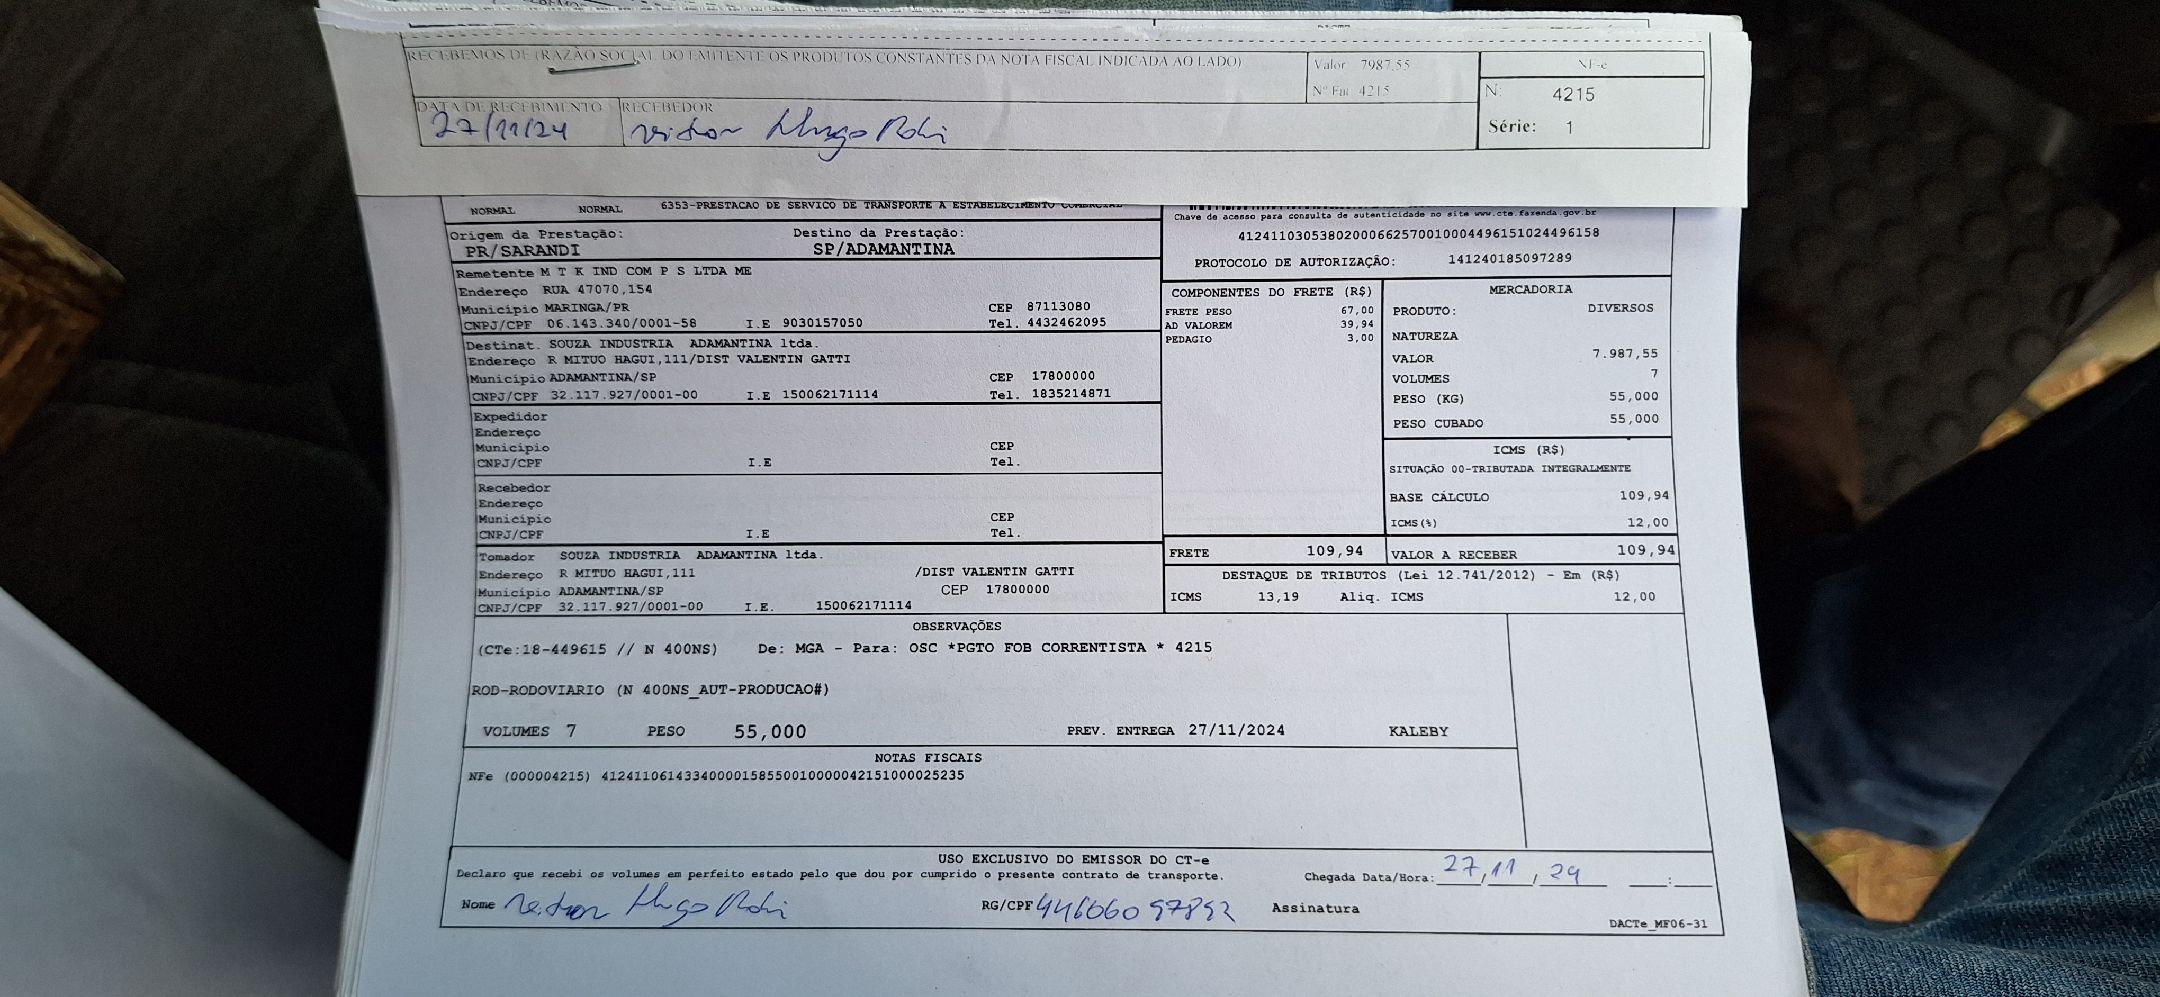 RECEBEMOS DE (RAZÃO SOCIAL DO EMITENTE OS PRODUTOS CONSTANTES DA NOTA FISCAL INDICADA AO LADO)
Valor 7987,55
Nº Fat 4215
NF-e
N: 4215
Série: 1
DATA DE RECEBIMENTO
27/11/24
RECEBEDOR
Hugo
NORMAL NORMAL 6353-PRESTACAO DE SERVICO DE TRANSPORTE A ESTABELECIMENTO COMERCIAL
Chave de acesso para consulta de autenticidade no site www.cte.fazenda.gov.br
41241103053802000662570010004496151024496158
PROTOCOLO DE AUTORIZAÇÃO: 141240185097289
Origem da Prestação: Destino da Prestação:
PR/SARANDI SP/ADAMANTINA
Remetente M T K IND COM P S LTDA ME
Endereço RUA 47070,154
Município MARINGA/PR CEP 87113080
CNPJ/CPF 06.143.340/0001-58 I.E 9030157050 Tel. 4432462095
Destinat. SOUZA INDUSTRIA ADAMANTINA ltda.
Endereço R MITUO HAGUI,111/DIST VALENTIN GATTI
Município ADAMANTINA/SP CEP 17800000
CNPJ/CPF 32.117.927/0001-00 I.E 150062171114 Tel. 1835214871
Expedidor
Endereço
Município CEP
CNPJ/CPF I.E Tel.
Recebedor
Endereço
Município CEP
CNPJ/CPF I.E Tel.
Tomador SOUZA INDUSTRIA ADAMANTINA ltda.
Endereço R MITUO HAGUI,111 /DIST VALENTIN GATTI
Município ADAMANTINA/SP CEP 17800000
CNPJ/CPF 32.117.927/0001-00 I.E. 150062171114
COMPONENTES DO FRETE (R$)
FRETE PESO 67,00
AD VALOREM 39,94
PEDAGIO 3,00
MERCADORIA
PRODUTO: DIVERSOS
NATUREZA
VALOR 7.987,55
VOLUMES 7
PESO (KG) 55,000
PESO CUBADO 55,000
ICMS (R$)
SITUAÇÃO 00-TRIBUTADA INTEGRALMENTE
BASE CÁLCULO 109,94
ICMS(%) 12,00
FRETE 109,94 VALOR A RECEBER 109,94
DESTAQUE DE TRIBUTOS (Lei 12.741/2012) - Em (R$)
ICMS 13,19 Aliq. ICMS 12,00
OBSERVAÇÕES
(CTe:18-449615 // N 400NS) De: MGA - Para: OSC *PGTO FOB CORRENTISTA * 4215
ROD-RODOVIARIO (N 400NS_AUT-PRODUCAO#)
VOLUMES 7 PESO 55,000 PREV. ENTREGA 27/11/2024 KALEBY
NOTAS FISCAIS
NFe (000004215) 41241106143340000158550010000042151000025235
USO EXCLUSIVO DO EMISSOR DO CT-e
Declaro que recebi os volumes em perfeito estado pelo que dou por cumprido o presente contrato de transporte. Chegada Data/Hora: 27,11,24 :
Nome Hugo RG/CPF Assinatura
DACTe_MF06-31